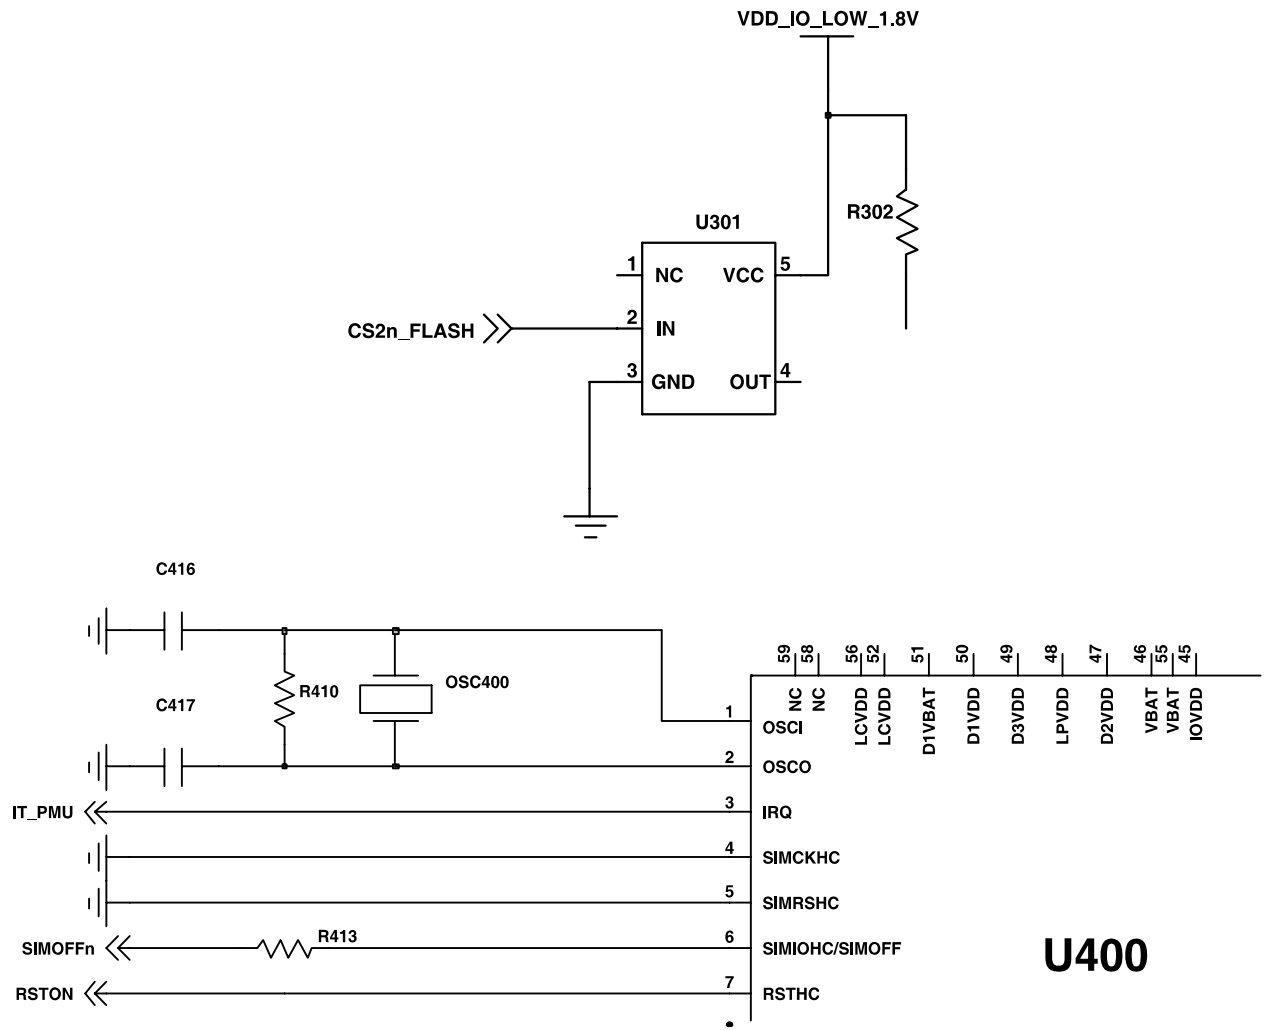 VDD_IO_LOW_1.8V
R302
U301
1 NC VCC 5
CS2n_FLASH 2 IN
3 GND OUT 4
C416
59 58 56 52 51 50 49 48 47 46 55 45
NC NC LCVDD LCVDD D1VBAT D1VDD D3VDD LPVDD D2VDD VBAT VBAT IOVDD
R410 OSC400
C417
1 OSCI
2 OSCO
IT_PMU 3 IRQ
4 SIMCKHC
5 SIMRSHC
SIMOFFn R413 6 SIMIOHC/SIMOFF
U400
RSTON 7 RSTHC